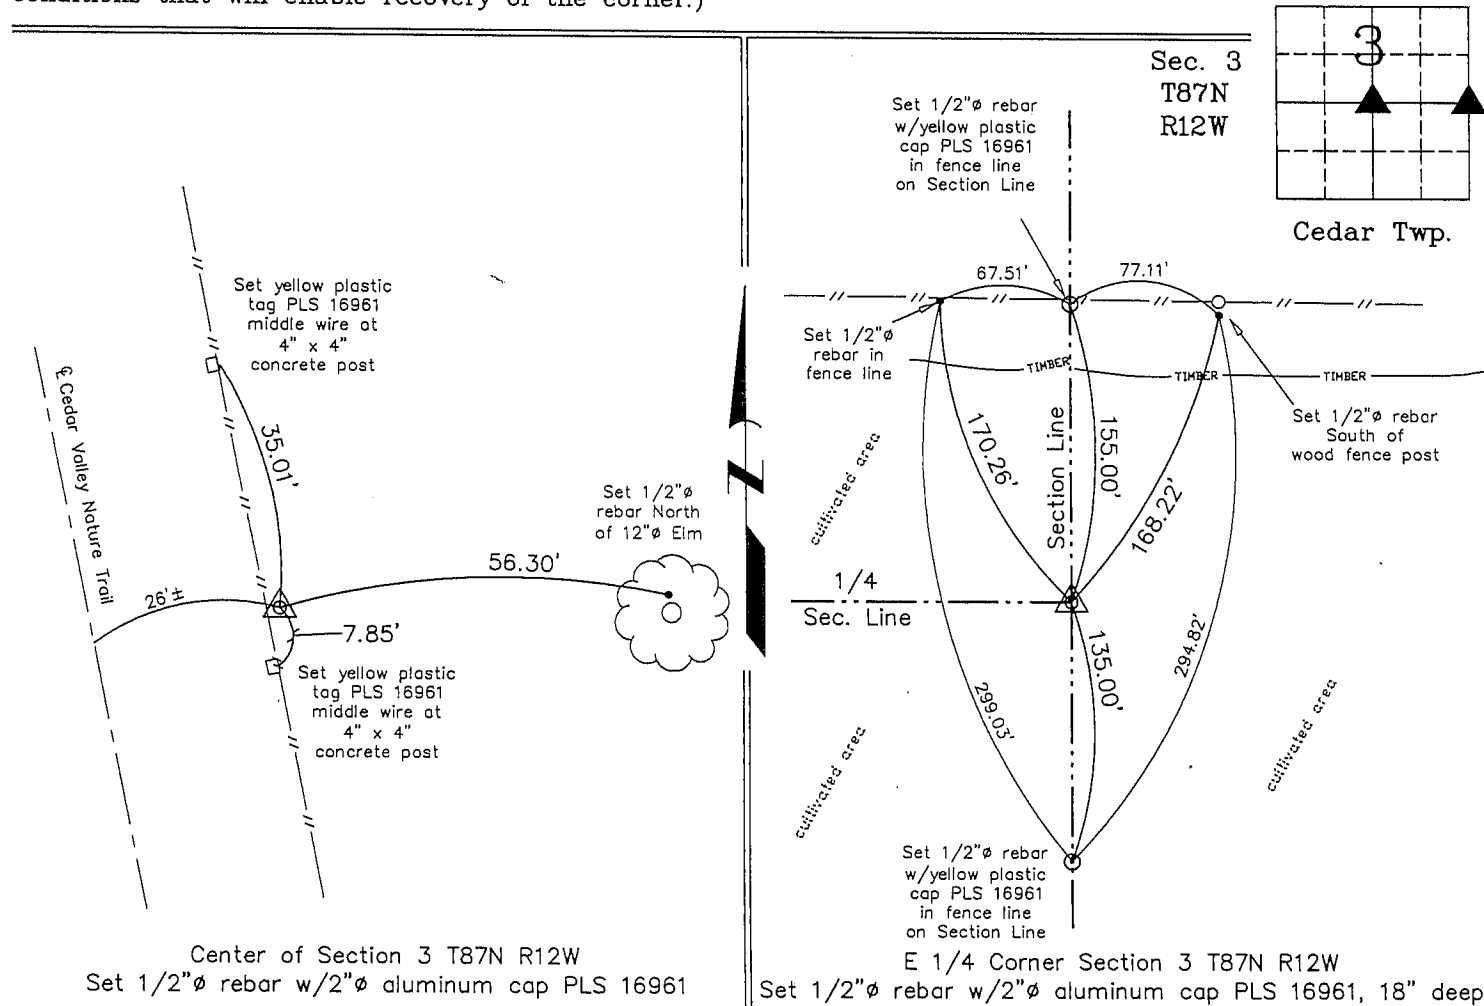 conditions that will enable recovery of the corner.)
Sec. 3
T87N
R12W
3
Cedar Twp.
Set yellow plastic
tag PLS 16961
middle wire at
4" x 4"
concrete post
℄ Cedar Valley Nature Trail
35.01'
26'±
56.30'
7.85'
Set 1/2"ø
rebar North
of 12"ø Elm
Set yellow plastic
tag PLS 16961
middle wire at
4" x 4"
concrete post
Center of Section 3 T87N R12W
Set 1/2"ø rebar w/2"ø aluminum cap PLS 16961
N
Set 1/2"ø rebar
w/yellow plastic
cap PLS 16961
in fence line
on Section Line
67.51'
77.11'
Set 1/2"ø
rebar in
fence line
TIMBER
TIMBER
TIMBER
Set 1/2"ø rebar
South of
wood fence post
cultivated area
170.26'
Section Line
155.00'
168.22'
1/4
Sec. Line
135.00'
299.03'
294.82'
cultivated area
cultivated area
Set 1/2"ø rebar
w/yellow plastic
cap PLS 16961
in fence line
on Section Line
E 1/4 Corner Section 3 T87N R12W
Set 1/2"ø rebar w/2"ø aluminum cap PLS 16961, 18" deep